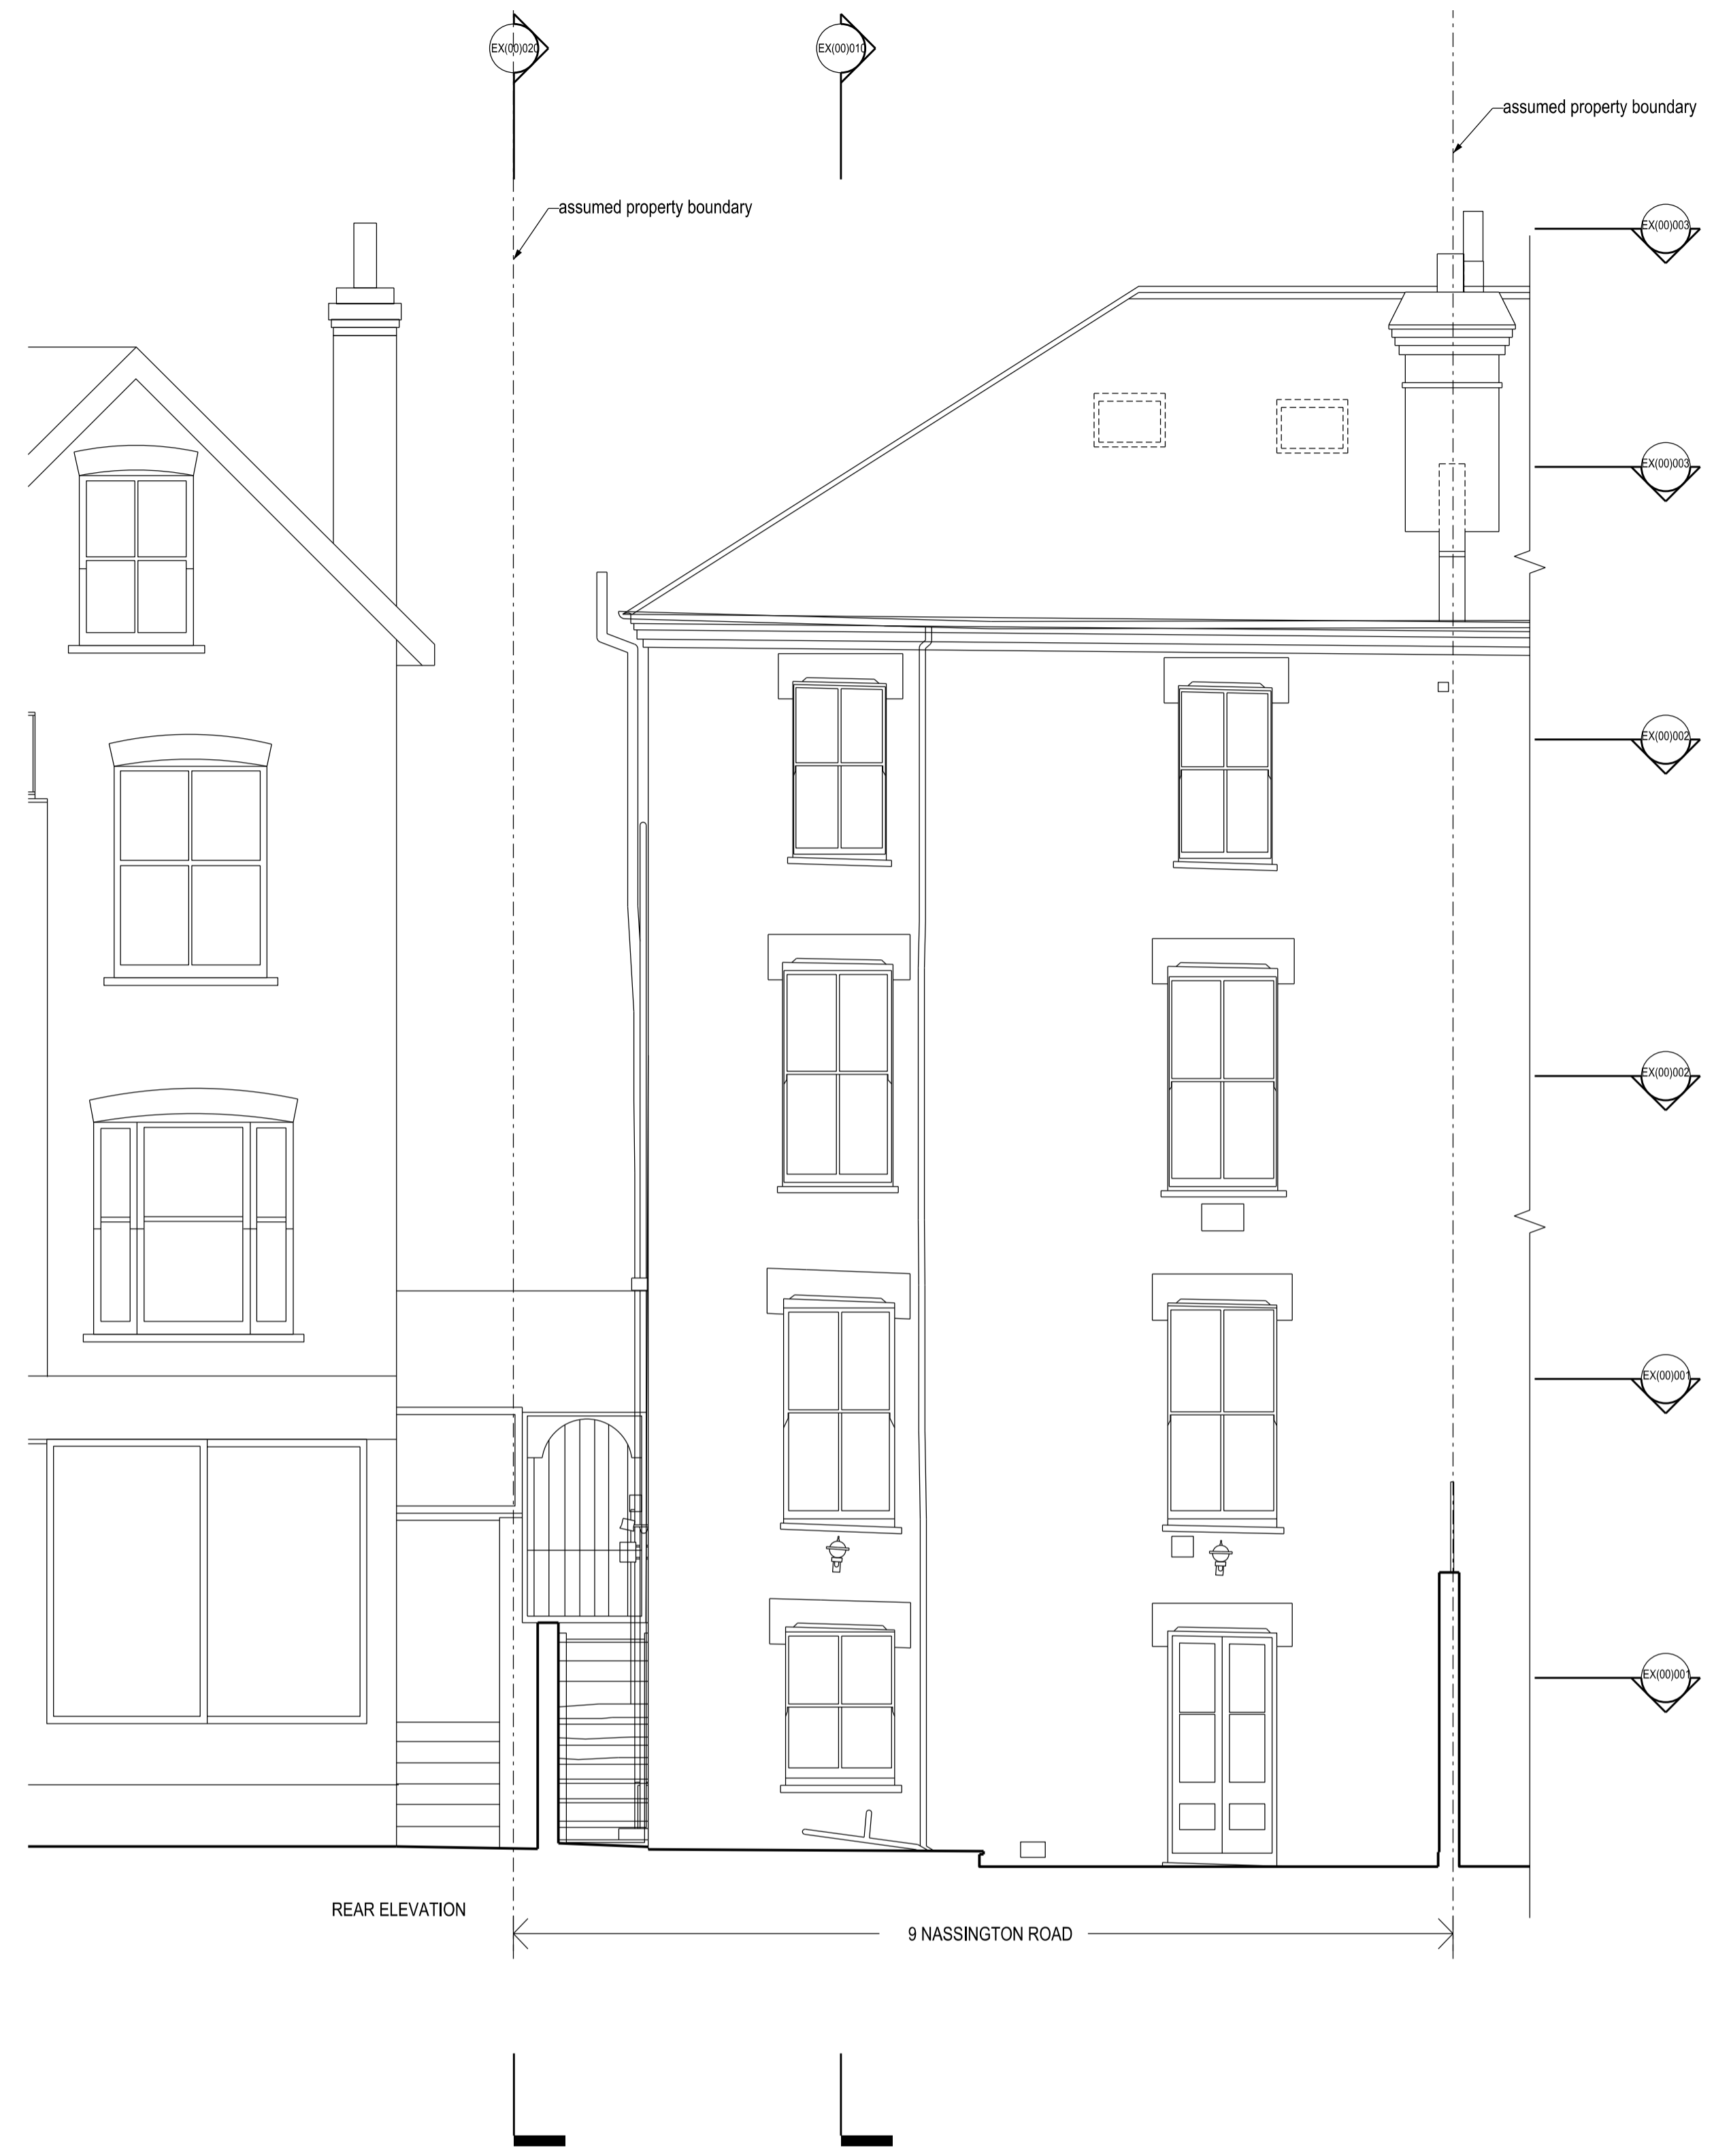 EX(00)020
EX(00)010
assumed property boundary
assumed property boundary
EX(00)003
EX(00)003
EX(00)002
EX(00)002
EX(00)001
EX(00)001
REAR ELEVATION
9 NASSINGTON ROAD